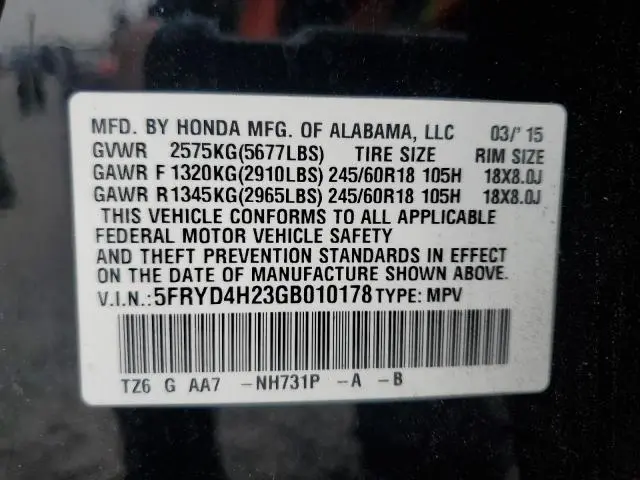 MFD. BY HONDA MFG. OF ALABAMA, LLC 03/'15
GVWR 2575KG(5677LBS) TIRE SIZE RIM SIZE
GAWR F 1320KG(2910LBS) 245/60R18 105H 18X8.0J
GAWR R 1345KG(2965LBS) 245/60R18 105H 18X8.0J
THIS VEHICLE CONFORMS TO ALL APPLICABLE
FEDERAL MOTOR VEHICLE SAFETY
AND THEFT PREVENTION STANDARDS IN EFFECT
ON THE DATE OF MANUFACTURE SHOWN ABOVE.
V.I.N.: 5FRYD4H23GB010178 TYPE: MPV
TZ6 G AA7 -NH731P -A -B